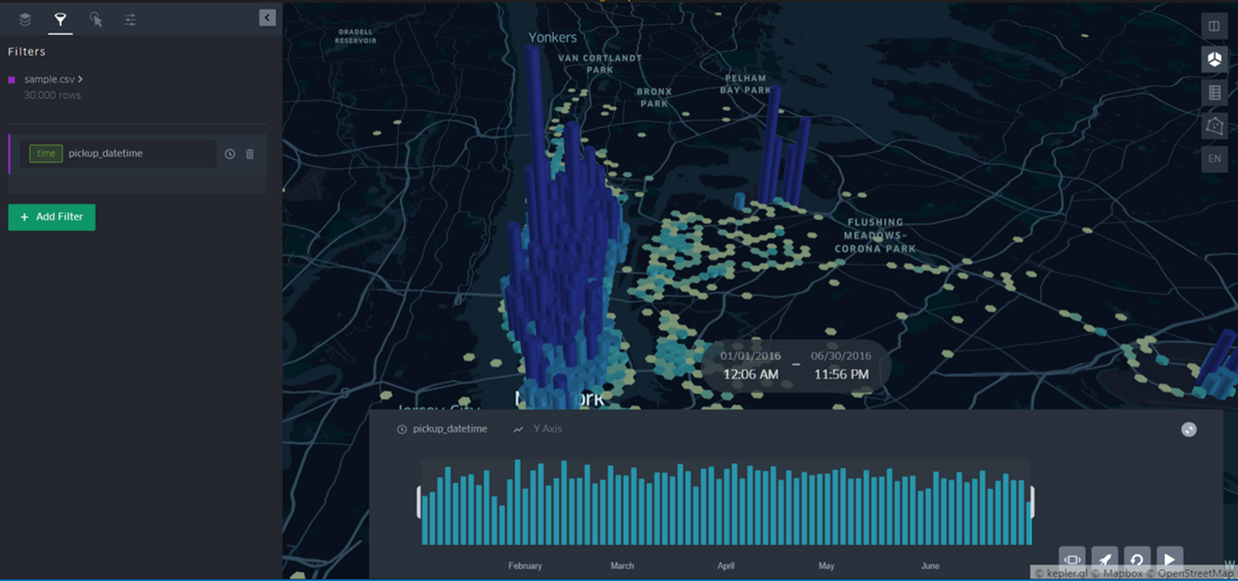 Filters
sample.csv
30,000 rows
time pickup_datetime
+ Add Filter
ORADELL
RESERVOIR
Yonkers
VAN CORTLANDT
PARK
BRONX
PARK
PELHAM
BAY PARK
FLUSHING
MEADOWS-
CORONA PARK
EN
01/01/2016 – 06/30/2016
12:06 AM 11:56 PM
Jersey City
pickup_datetime Y Axis
February March April May June
© kepler.gl © Mapbox © OpenStreetMap